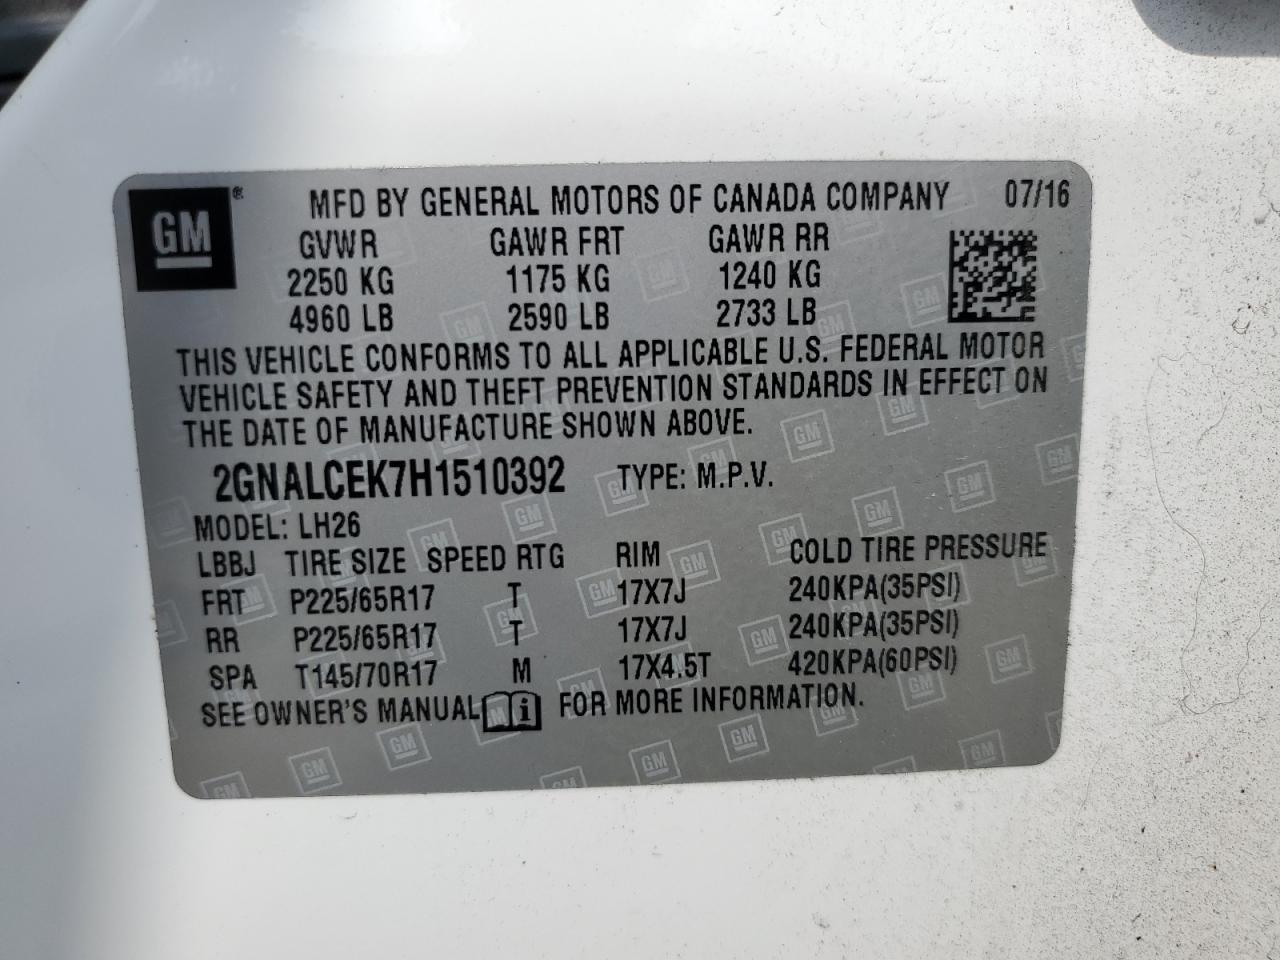 GM ® MFD BY GENERAL MOTORS OF CANADA COMPANY 07/16
GVWR GAWR FRT GAWR RR
2250 KG 1175 KG 1240 KG
4960 LB 2590 LB 2733 LB
THIS VEHICLE CONFORMS TO ALL APPLICABLE U.S. FEDERAL MOTOR
VEHICLE SAFETY AND THEFT PREVENTION STANDARDS IN EFFECT ON
THE DATE OF MANUFACTURE SHOWN ABOVE.
2GNALCEK7H1510392 TYPE: M.P.V.
MODEL: LH26
LBBJ TIRE SIZE SPEED RTG RIM COLD TIRE PRESSURE
FRT P225/65R17 T 17X7J 240KPA(35PSI)
RR P225/65R17 T 17X7J 240KPA(35PSI)
SPA T145/70R17 M 17X4.5T 420KPA(60PSI)
SEE OWNER'S MANUAL i FOR MORE INFORMATION.